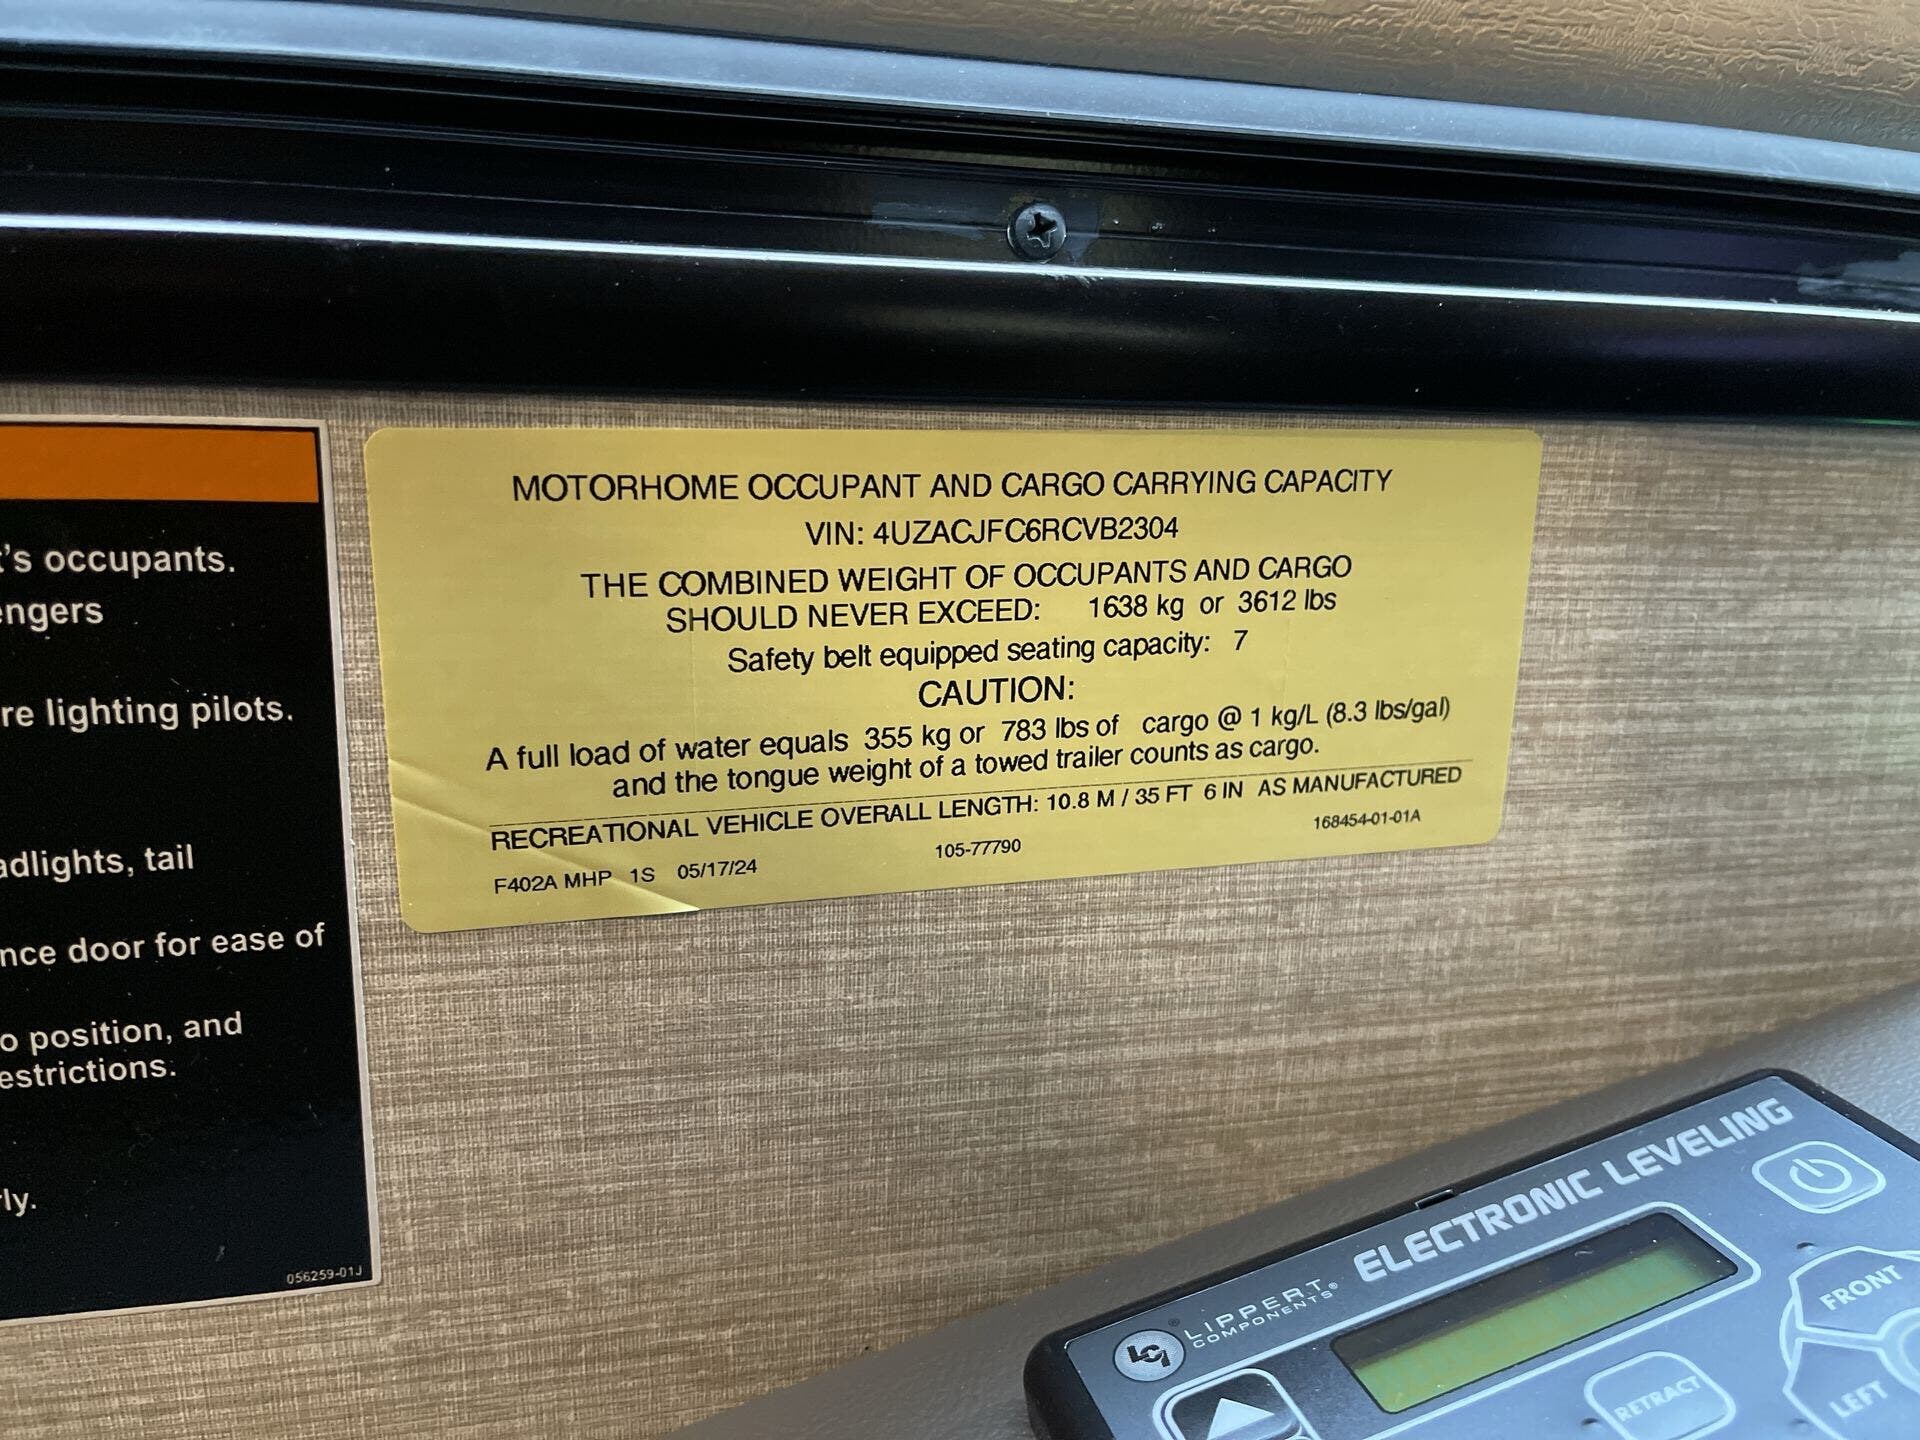 's occupants.
engers
re lighting pilots.
adlights, tail
nce door for ease of
o position, and
estrictions.
ly.
056259-01J
MOTORHOME OCCUPANT AND CARGO CARRYING CAPACITY
VIN: 4UZACJFC6RCVB2304
THE COMBINED WEIGHT OF OCCUPANTS AND CARGO
SHOULD NEVER EXCEED: 1638 kg or 3612 lbs
Safety belt equipped seating capacity: 7
CAUTION:
A full load of water equals 355 kg or 783 lbs of cargo @ 1 kg/L (8.3 lbs/gal)
and the tongue weight of a towed trailer counts as cargo.
RECREATIONAL VEHICLE OVERALL LENGTH: 10.8 M / 35 FT 6 IN AS MANUFACTURED
F402A MHP 1S 05/17/24 105-77790 168454-01-01A
LCI
LIPPERT
COMPONENTS®
ELECTRONIC LEVELING
FRONT
RETRACT
LEFT